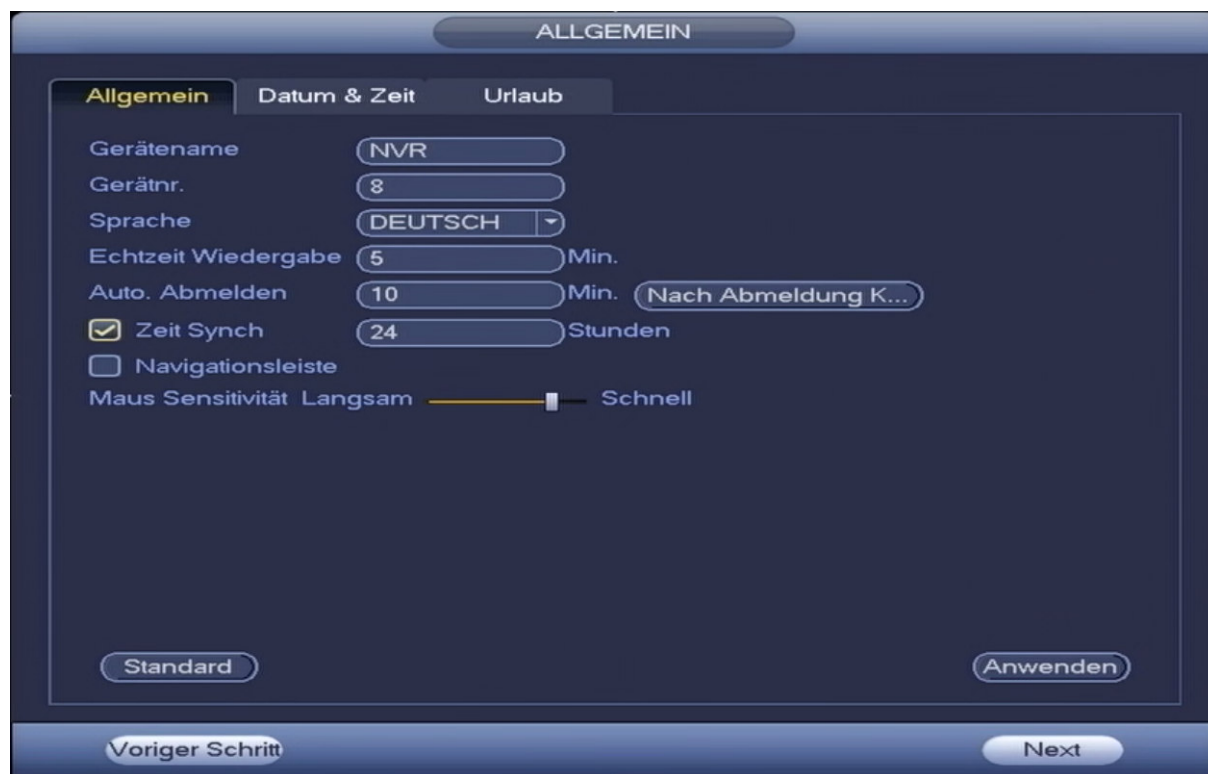 ALLGEMEIN
Allgemein Datum & Zeit Urlaub
Gerätename NVR
Gerätnr. 8
Sprache DEUTSCH
Echtzeit Wiedergabe 5 Min.
Auto. Abmelden 10 Min. Nach Abmeldung K...
Zeit Synch 24 Stunden
Navigationsleiste
Maus Sensitivität Langsam Schnell
Standard Anwenden
Voriger Schritt Next